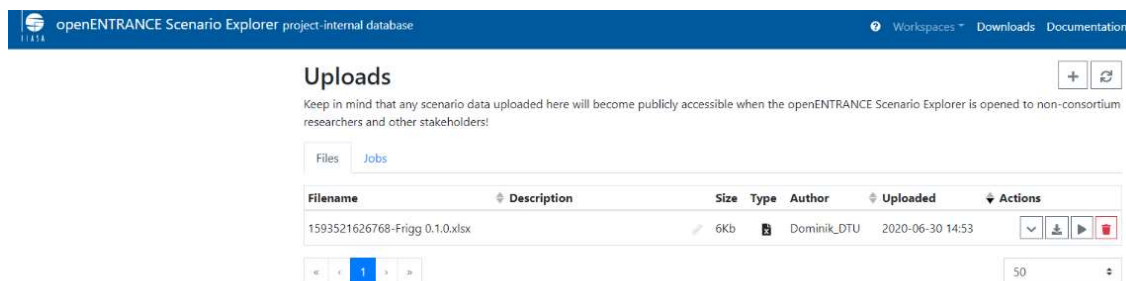 IIASA
openENTRANCE Scenario Explorer project-internal database
Workspaces Downloads Documentation
Uploads
Keep in mind that any scenario data uploaded here will become publicly accessible when the openENTRANCE Scenario Explorer is opened to non-consortium
researchers and other stakeholders!
Files Jobs
Filename Description Size Type Author Uploaded Actions
1593521626768-Frigg 0.1.0.xlsx 6Kb Dominik_DTU 2020-06-30 14:53
« ‹ 1 › » 50